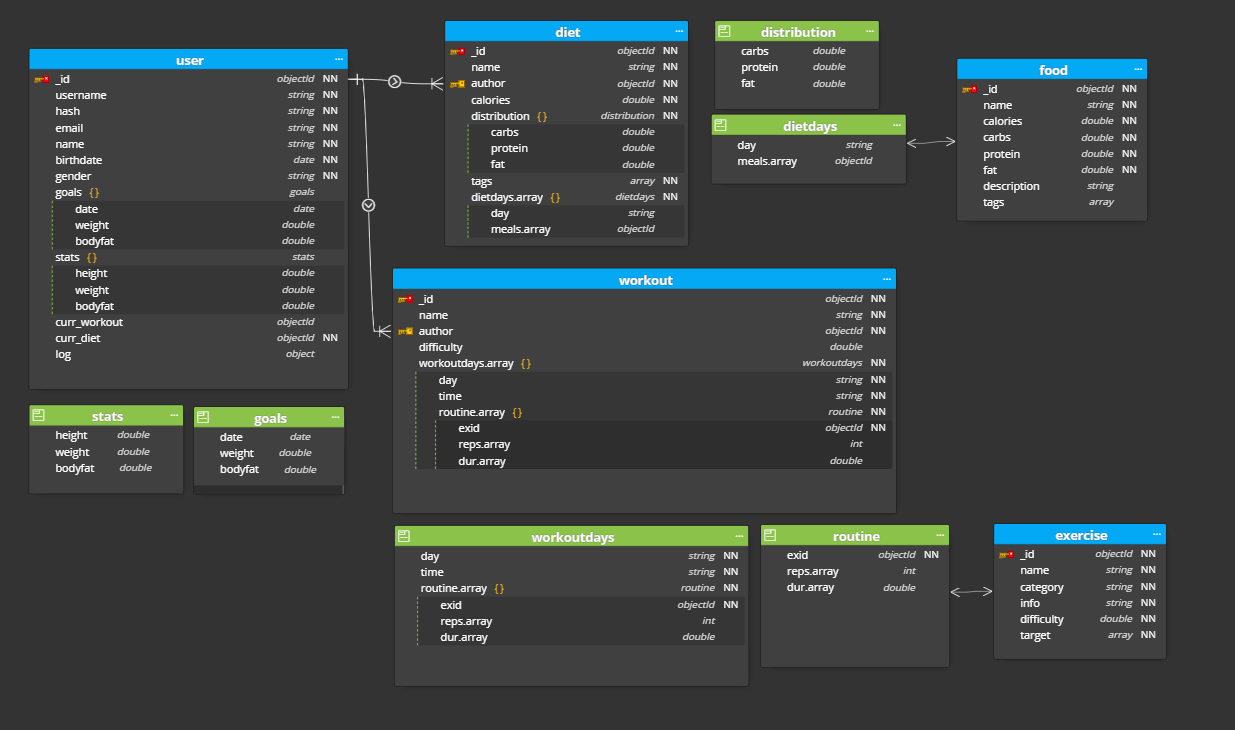 user
_id objectId NN
username string NN
hash string NN
email string NN
name string NN
birthdate date NN
gender string NN
goals {} goals
date date
weight double
bodyfat double
stats {} stats
height double
weight double
bodyfat double
curr_workout objectId
curr_diet objectId NN
log object
diet
_id objectId NN
name string NN
author objectId NN
calories double NN
distribution {} distribution NN
carbs double
protein double
fat double
tags array NN
dietdays.array {} dietdays NN
day string
meals.array objectId
distribution
carbs double
protein double
fat double
dietdays
day string
meals.array objectId
food
_id objectId NN
name string NN
calories double NN
carbs double NN
protein double NN
fat double NN
description string
tags array
workout
_id objectId NN
name string NN
author objectId NN
difficulty double
workoutdays.array {} workoutdays NN
day string NN
time string NN
routine.array {} routine NN
exid objectId NN
reps.array int
dur.array double
stats
height double
weight double
bodyfat double
goals
date date
weight double
bodyfat double
workoutdays
day string NN
time string NN
routine.array {} routine NN
exid objectId NN
reps.array int
dur.array double
routine
exid objectId NN
reps.array int
dur.array double
exercise
_id objectId NN
name string NN
category string NN
info string NN
difficulty double NN
target array NN